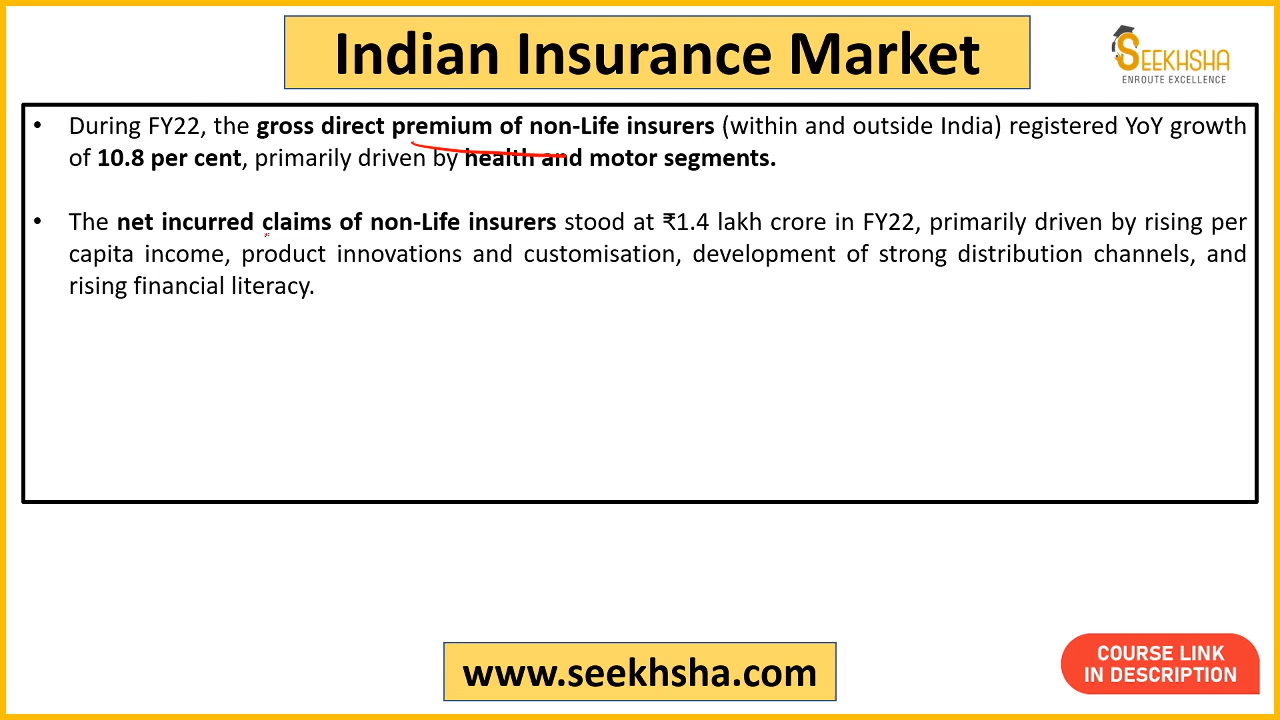 Indian Insurance Market
SEEKHSHA
ENROUTE EXCELLENCE
• During FY22, the gross direct premium of non-Life insurers (within and outside India) registered YoY growth
of 10.8 per cent, primarily driven by health and motor segments.
• The net incurred claims of non-Life insurers stood at ₹1.4 lakh crore in FY22, primarily driven by rising per
capita income, product innovations and customisation, development of strong distribution channels, and
rising financial literacy.
www.seekhsha.com
COURSE LINK
IN DESCRIPTION